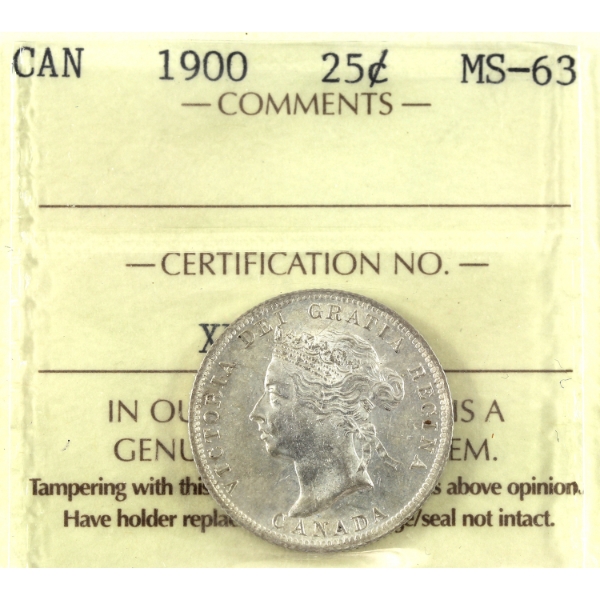 CAN 1900 25¢ MS-63
— COMMENTS —
— CERTIFICATION NO. —
IN OU IS A
GENU EM.
Tampering with this s above opinion.
Have holder replac e/seal not intact.
VICTORIA DEI GRATIA REGINA
CANADA